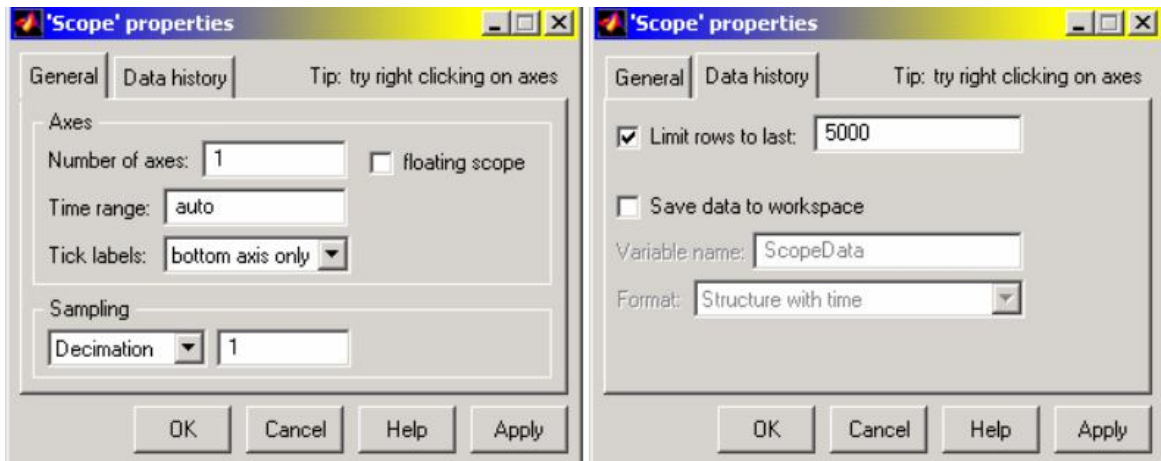 'Scope' properties
General Data history Tip: try right clicking on axes
Axes
Number of axes: 1 floating scope
Time range: auto
Tick labels: bottom axis only
Sampling
Decimation 1
OK Cancel Help Apply
'Scope' properties
General Data history Tip: try right clicking on axes
Limit rows to last: 5000
Save data to workspace
Variable name: ScopeData
Format: Structure with time
OK Cancel Help Apply